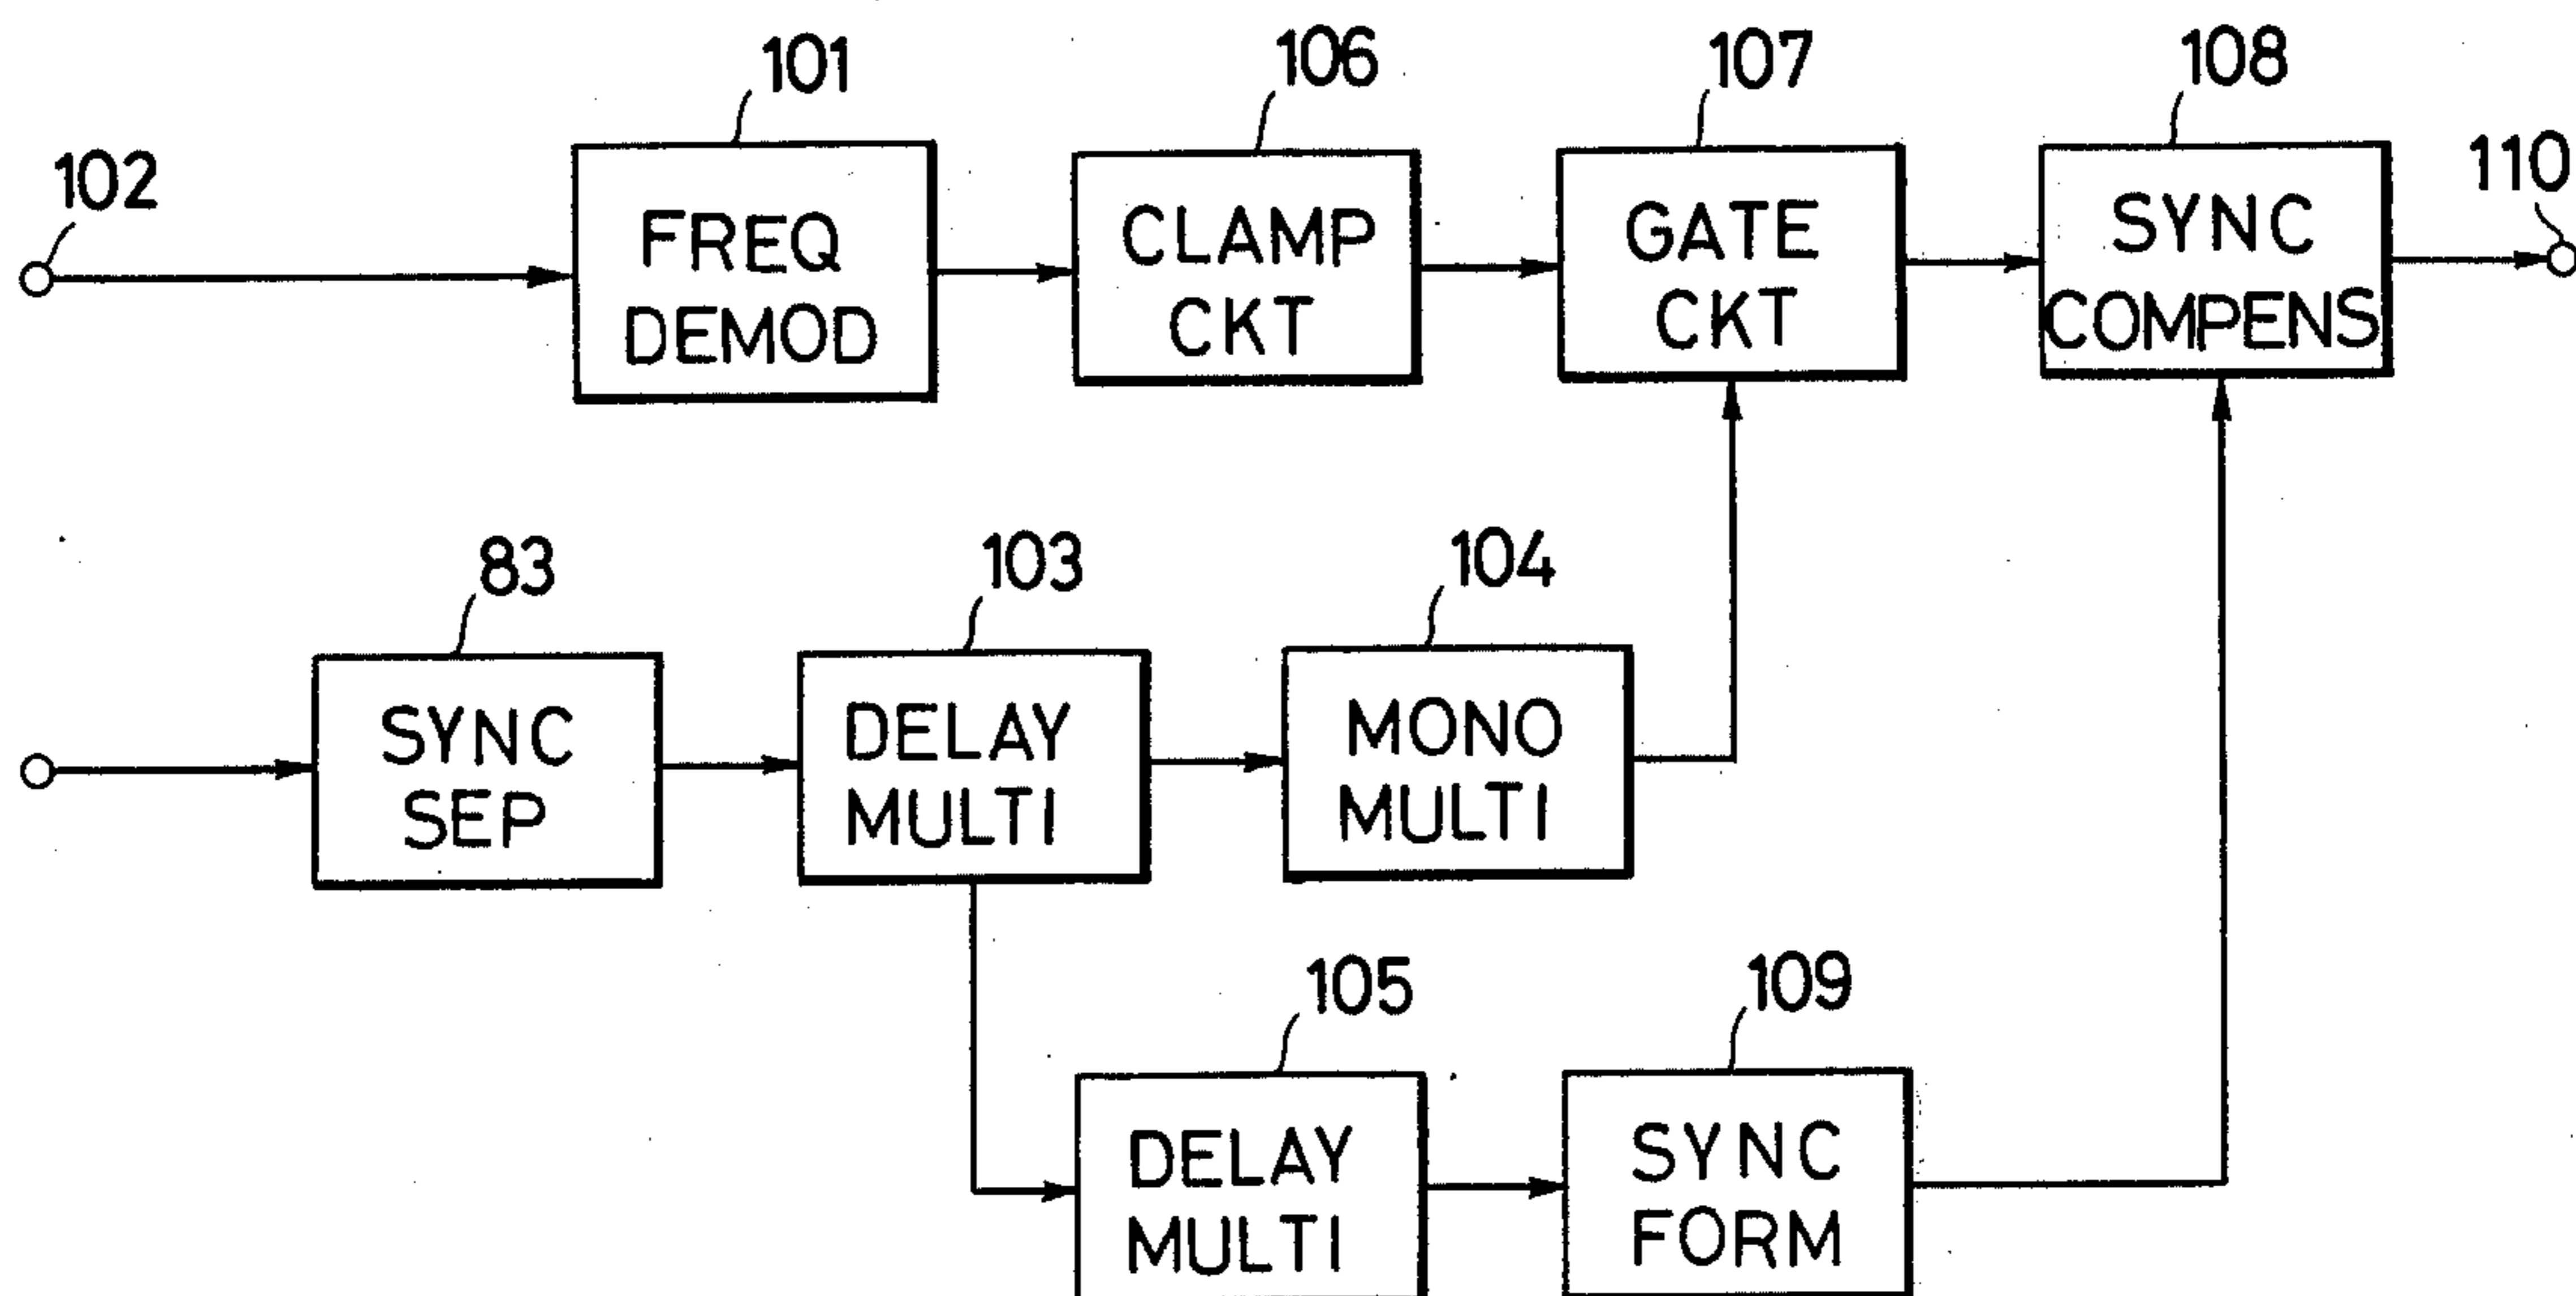 101
106
107
108
102
110
FREQ
DEMOD
CLAMP
CKT
GATE
CKT
SYNC
COMPENS
83
103
104
SYNC
SEP
DELAY
MULTI
MONO
MULTI
105
109
DELAY
MULTI
SYNC
FORM